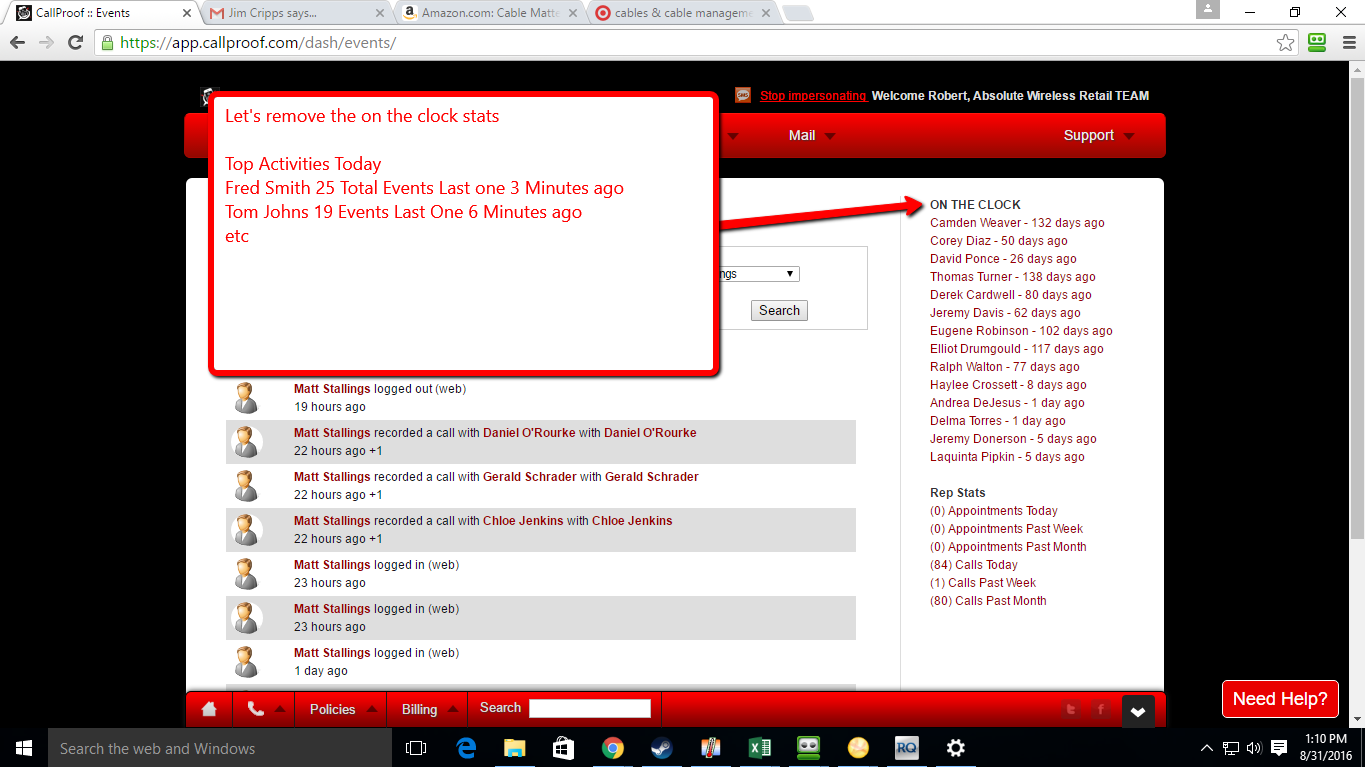 CallProof :: Events
Jim Cripps says...
Amazon.com: Cable Matte
cables & cable manageme
https://app.callproof.com/dash/events/
Stop impersonating Welcome Robert, Absolute Wireless Retail TEAM
Mail
Support
Let's remove the on the clock stats
Top Activities Today
Fred Smith 25 Total Events Last one 3 Minutes ago
Tom Johns 19 Events Last One 6 Minutes ago
etc
ngs
Search
Matt Stallings logged out (web)
19 hours ago
Matt Stallings recorded a call with Daniel O'Rourke with Daniel O'Rourke
22 hours ago +1
Matt Stallings recorded a call with Gerald Schrader with Gerald Schrader
22 hours ago +1
Matt Stallings recorded a call with Chloe Jenkins with Chloe Jenkins
22 hours ago +1
Matt Stallings logged in (web)
23 hours ago
Matt Stallings logged in (web)
23 hours ago
Matt Stallings logged in (web)
1 day ago
ON THE CLOCK
Camden Weaver - 132 days ago
Corey Diaz - 50 days ago
David Ponce - 26 days ago
Thomas Turner - 138 days ago
Derek Cardwell - 80 days ago
Jeremy Davis - 62 days ago
Eugene Robinson - 102 days ago
Elliot Drumgould - 117 days ago
Ralph Walton - 77 days ago
Haylee Crossett - 8 days ago
Andrea DeJesus - 1 day ago
Delma Torres - 1 day ago
Jeremy Donerson - 5 days ago
Laquinta Pipkin - 5 days ago
Rep Stats
(0) Appointments Today
(0) Appointments Past Week
(0) Appointments Past Month
(84) Calls Today
(1) Calls Past Week
(80) Calls Past Month
Policies
Billing
Search
Need Help?
Search the web and Windows
RQ
1:10 PM
8/31/2016